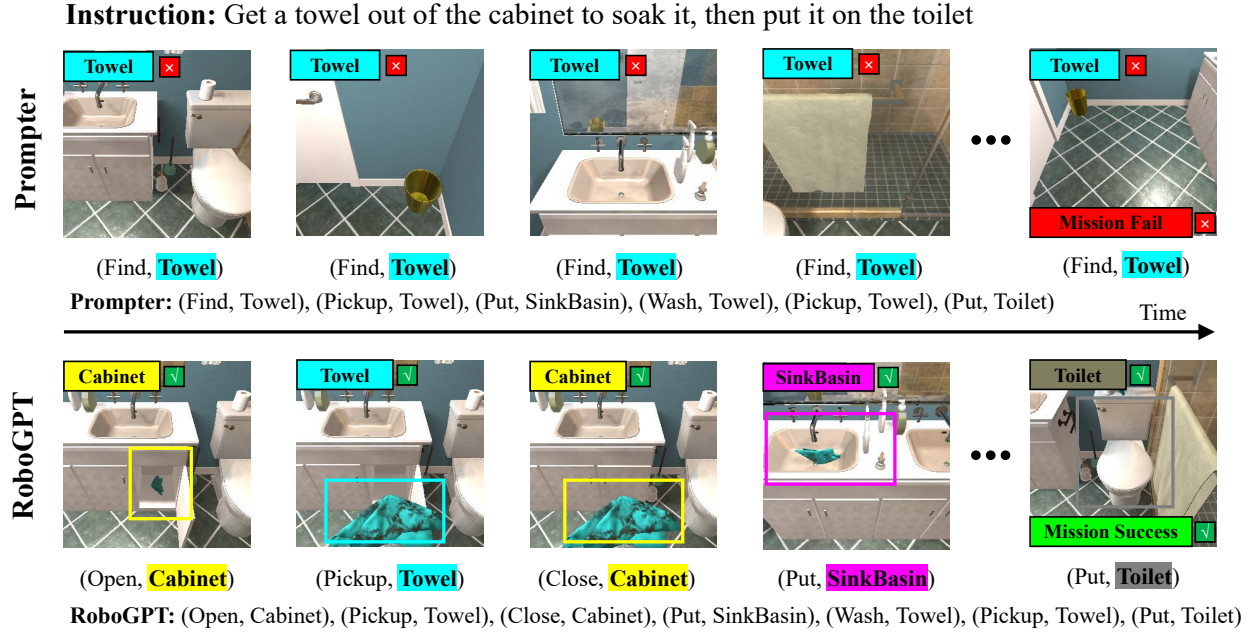 Instruction: Get a towel out of the cabinet to soak it, then put it on the toilet
Prompter
Towel ×
Towel ×
Towel ×
Towel ×
Towel ×
•••
Mission Fail ×
(Find, Towel)
(Find, Towel)
(Find, Towel)
(Find, Towel)
(Find, Towel)
Prompter: (Find, Towel), (Pickup, Towel), (Put, SinkBasin), (Wash, Towel), (Pickup, Towel), (Put, Toilet)
Time
RoboGPT
Cabinet √
Towel √
Cabinet √
SinkBasin √
Toilet √
•••
Mission Success √
(Open, Cabinet)
(Pickup, Towel)
(Close, Cabinet)
(Put, SinkBasin)
(Put, Toilet)
RoboGPT: (Open, Cabinet), (Pickup, Towel), (Close, Cabinet), (Put, SinkBasin), (Wash, Towel), (Pickup, Towel), (Put, Toilet)